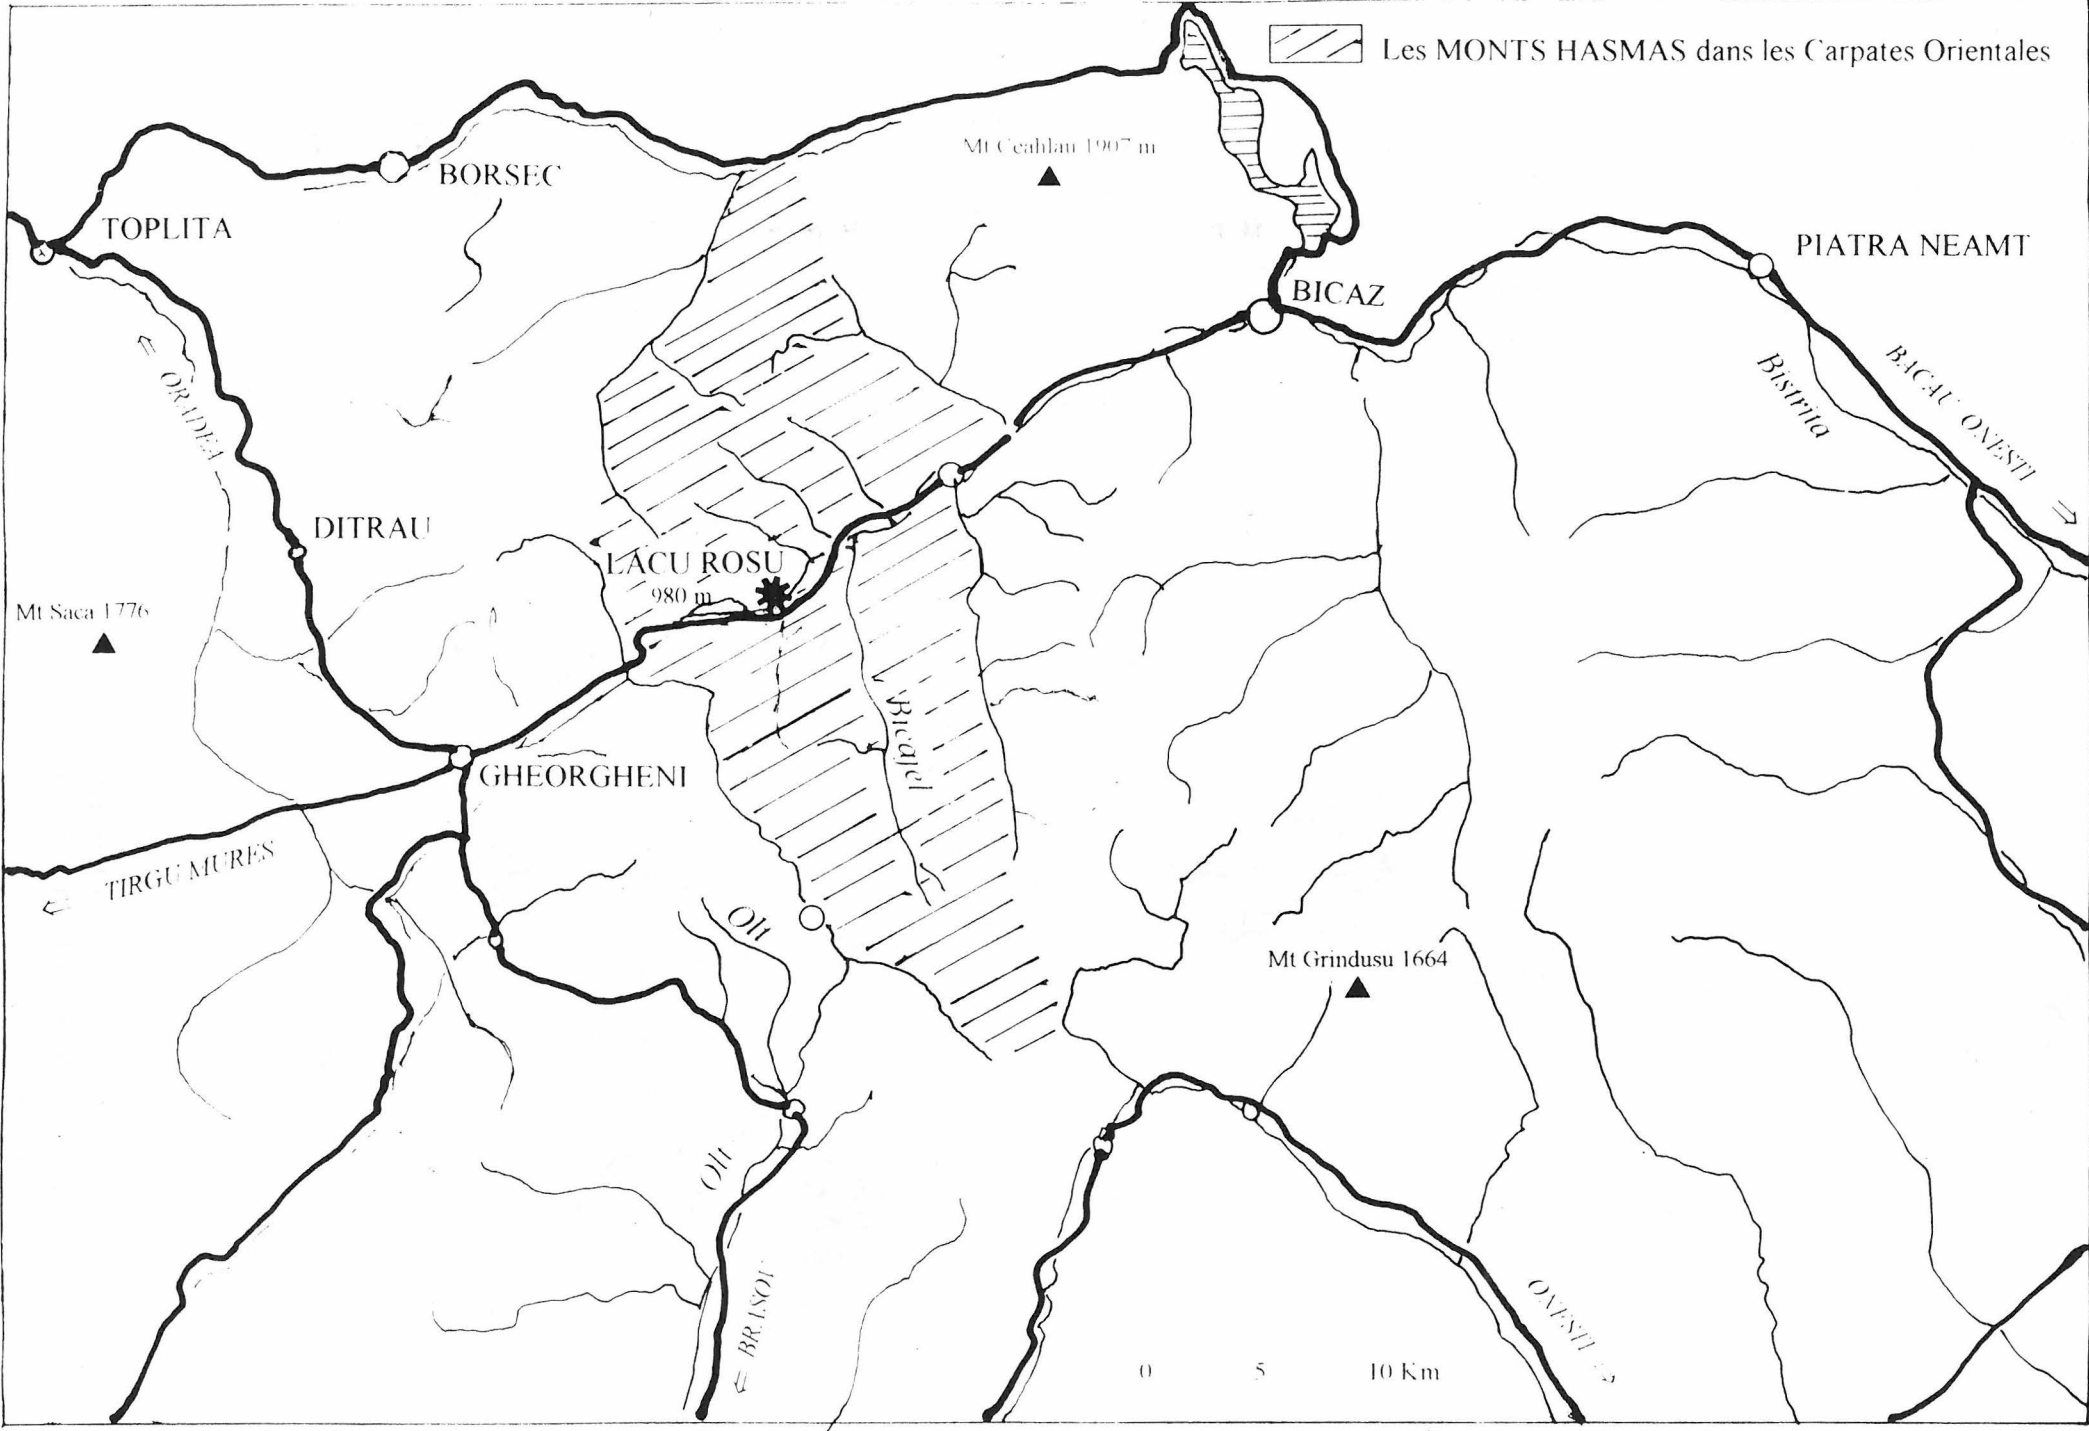 Les MONTS HASMAS dans les Carpates Orientales
Mt Ceahlau 1907 m
BORSEC
TOPLITA
PIATRA NEAMT
BICAZ
ORADEA
Bistrita
BACAU ONESTI
DITRAU
LACU ROSU
980 m
Mt Saca 1776
Bicajel
GHEORGHENI
TIRGU MURES
Olt
Mt Grindusu 1664
Olt
BRASOV
ONESTI
0 5 10 Km